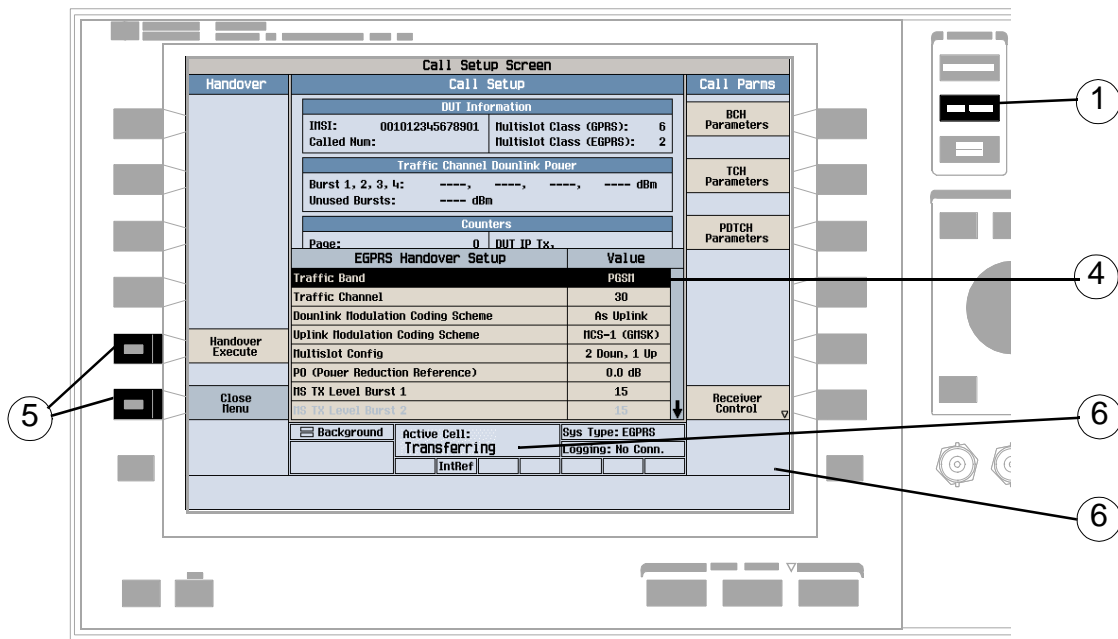 Call Setup Screen
Handover
Call Setup
Call Parms
DUT Information
IMSI: 001012345678901
Called Num:
Multislot Class (GPRS): 6
Multislot Class (EGPRS): 2
Traffic Channel Downlink Power
Burst 1, 2, 3, 4: ----, ----, ----, ---- dBm
Unused Bursts: ---- dBm
Counters
Page: 0 DUT IP Tx.
EGPRS Handover Setup Value
Traffic Band PGSM
Traffic Channel 30
Downlink Modulation Coding Scheme As Uplink
Uplink Modulation Coding Scheme MCS-1 (GMSK)
Multislot Config 2 Down, 1 Up
P0 (Power Reduction Reference) 0.0 dB
MS TX Level Burst 1 15
MS TX Level Burst 2 15
Handover
Execute
Close
Menu
BCH
Parameters
TCH
Parameters
PDTCH
Parameters
Receiver
Control
Background
Active Cell:
Transferring
Sys Type: EGPRS
Logging: No Conn.
IntRef
1
4
5
6
6